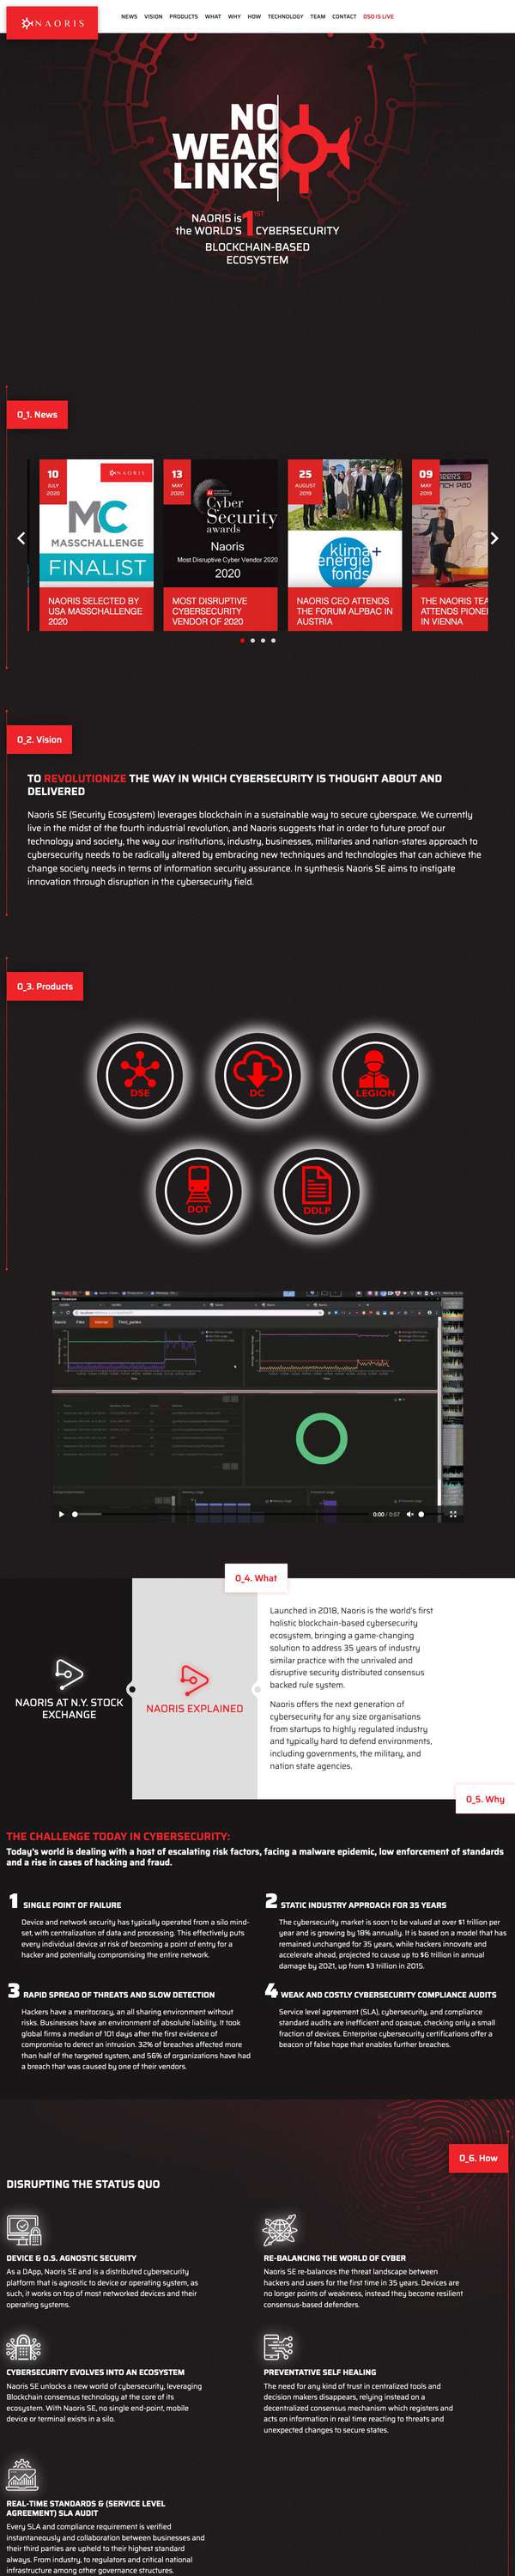 NAORIS
NEWS VISION PRODUCTS WHAT WHY HOW TECHNOLOGY TEAM CONTACT DSO IS LIVE
NO
WEAK
LINKS
NAORIS is 1ST
the WORLD'S CYBERSECURITY
BLOCKCHAIN-BASED
ECOSYSTEM
0_1. News
10
JULY
2020
NAORIS
MC
MASSCHALLENGE
FINALIST
NAORIS SELECTED BY
USA MASSCHALLENGE
2020
13
MAY
2020
Cyber
Security
awards
Naoris
Most Disruptive Cyber Vendor 2020
2020
MOST DISRUPTIVE
CYBERSECURITY
VENDOR OF 2020
25
AUGUST
2019
klima+
energie
fonds
NAORIS CEO ATTENDS
THE FORUM ALPBAC IN
AUSTRIA
09
MAY
2019
THE NAORIS TEA
ATTENDS PIONEE
IN VIENNA
0_2. Vision
TO REVOLUTIONIZE THE WAY IN WHICH CYBERSECURITY IS THOUGHT ABOUT AND
DELIVERED
Naoris SE (Security Ecosystem) leverages blockchain in a sustainable way to secure cyberspace. We currently
live in the midst of the fourth industrial revolution, and Naoris suggests that in order to future proof our
technology and society, the way our institutions, industry, businesses, militaries and nation-states approach to
cybersecurity needs to be radically altered by embracing new techniques and technologies that can achieve the
change society needs in terms of information security assurance. In synthesis Naoris SE aims to instigate
innovation through disruption in the cybersecurity field.
0_3. Products
DSE
DC
LEGION
DOT
DDLP
Naoris Files Internal Third_parties
0:00 / 0:57
0_4. What
NAORIS AT N.Y. STOCK
EXCHANGE
NAORIS EXPLAINED
Launched in 2018, Naoris is the world's first
holistic blockchain-based cybersecurity
ecosystem, bringing a game-changing
solution to address 35 years of industry
similar practice with the unrivaled and
disruptive security distributed consensus
backed rule system.
Naoris offers the next generation of
cybersecurity for any size organisations
from startups to highly regulated industry
and typically hard to defend environments,
including governments, the military, and
nation state agencies.
0_5. Why
THE CHALLENGE TODAY IN CYBERSECURITY:
Today's world is dealing with a host of escalating risk factors, facing a malware epidemic, low enforcement of standards
and a rise in cases of hacking and fraud.
1 SINGLE POINT OF FAILURE
Device and network security has typically operated from a silo mind-
set, with centralization of data and processing. This effectively puts
every individual device at risk of becoming a point of entry for a
hacker and potentially compromising the entire network.
2 STATIC INDUSTRY APPROACH FOR 35 YEARS
The cybersecurity market is soon to be valued at over $1 trillion per
year and is growing by 18% annually. It is based on a model that has
remained unchanged for 35 years, while hackers innovate and
accelerate ahead, projected to cause up to $6 trillion in annual
damage by 2021, up from $3 trillion in 2015.
3 RAPID SPREAD OF THREATS AND SLOW DETECTION
Hackers have a meritocracy, an all sharing environment without
risks. Businesses have an environment of absolute liability. It took
global firms a median of 101 days after the first evidence of
compromise to detect an intrusion. 32% of breaches affected more
than half of the targeted system, and 56% of organizations have had
a breach that was caused by one of their vendors.
4 WEAK AND COSTLY CYBERSECURITY COMPLIANCE AUDITS
Service level agreement (SLA), cybersecurity, and compliance
standard audits are inefficient and opaque, checking only a small
fraction of devices. Enterprise cybersecurity certifications offer a
beacon of false hope that enables further breaches.
0_6. How
DISRUPTING THE STATUS QUO
DEVICE & O.S. AGNOSTIC SECURITY
As a DApp, Naoris SE and is a distributed cybersecurity
platform that is agnostic to device or operating system, as
such, it works on top of most networked devices and their
operating systems.
RE-BALANCING THE WORLD OF CYBER
Naoris SE re-balances the threat landscape between
hackers and users for the first time in 35 years. Devices are
no longer points of weakness, instead they become resilient
consensus-based defenders.
CYBERSECURITY EVOLVES INTO AN ECOSYSTEM
Naoris SE unlocks a new world of cybersecurity, leveraging
Blockchain consensus technology at the core of its
ecosystem. With Naoris SE, no single end-point, mobile
device or terminal exists in a silo.
PREVENTATIVE SELF HEALING
The need for any kind of trust in centralized tools and
decision makers disappears, relying instead on a
decentralized consensus mechanism which registers and
acts on information in real time reacting to threats and
unexpected changes to secure states.
REAL-TIME STANDARDS & (SERVICE LEVEL
AGREEMENT) SLA AUDIT
Every SLA and compliance requirement is verified
instantaneously and collaboration between businesses and
their third parties are upheld to their highest standard
always. From industry, to regulators and critical national
infrastructure among other governance structures.